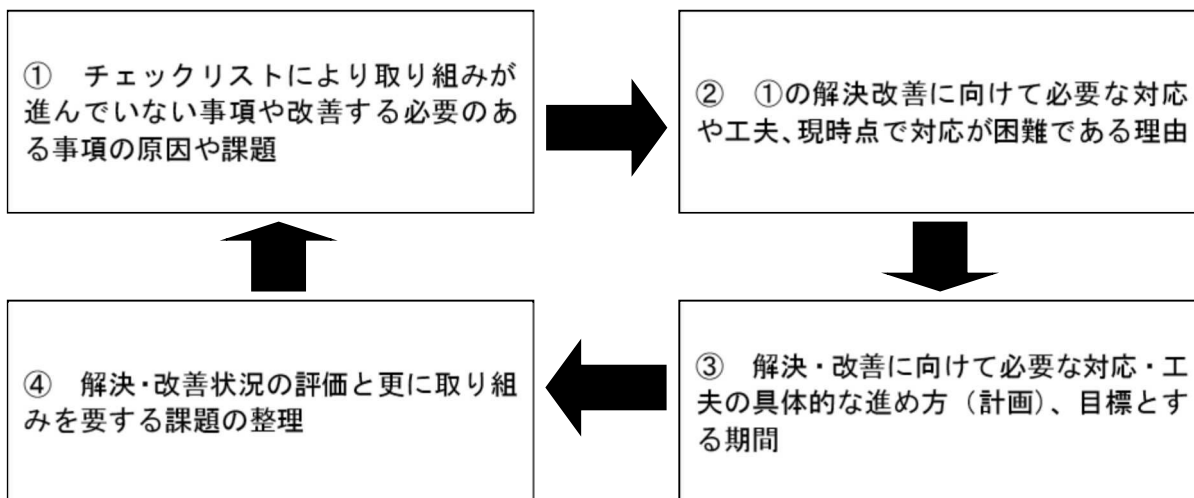 ① チェックリストにより取り組みが
進んでいない事項や改善する必要のあ
る事項の原因や課題
② ①の解決改善に向けて必要な対応
や工夫、現時点で対応が困難である理由
③ 解決・改善に向けて必要な対応・工
夫の具体的な進め方（計画）、目標とす
る期間
④ 解決・改善状況の評価と更に取り組
みを要する課題の整理